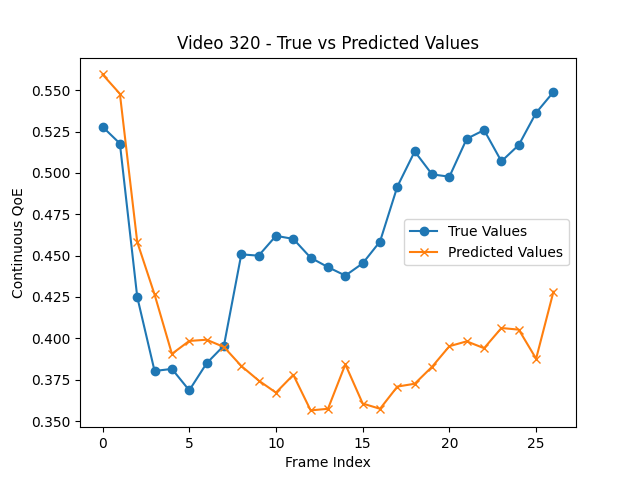 Video 320 - True vs Predicted Values
Continuous QoE
0.550
0.525
0.500
0.475
0.450
0.425
0.400
0.375
0.350
True Values
Predicted Values
0 5 10 15 20 25
Frame Index